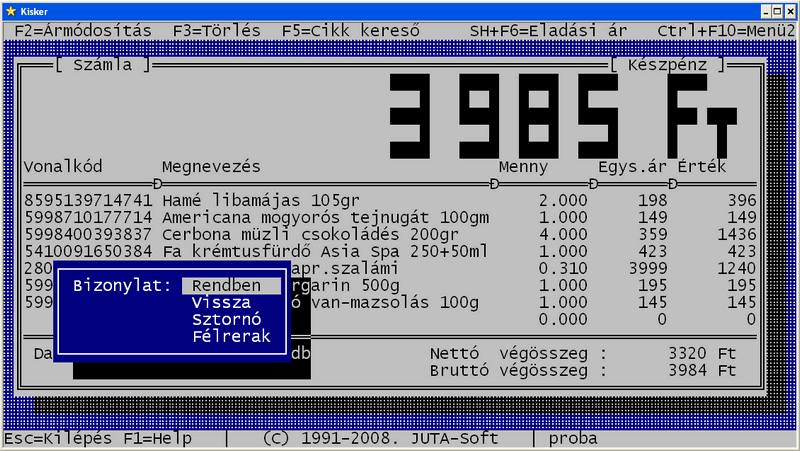 Kisker
F2=Ármódosítás F3=Törlés F5=Cikk kereső SH+F6=Eladási ár Ctrl+F10=Menü2
[ Számla ] [ Készpénz ]
3985 Ft
Vonalkód Megnevezés Menny Egys.ár Érték
8595139714741 Hamé libamájas 105gr 2.000 198 396
5998710177714 Americana mogyorós tejnugát 100gm 1.000 149 149
5998400393837 Cerbona müzli csokoládés 200gr 4.000 359 1436
5410091650384 Fa krémtusfürdő Asia Spa 250+50ml 1.000 423 423
280 apr.szalámi 0.310 3999 1240
599 rgarin 500g 1.000 195 195
599 ó van-mazsolás 100g 1.000 145 145
0.000 0 0
Bizonylat: Rendben
Vissza
Sztornó
Félrerak
Da db Nettó végösszeg : 3320 Ft
Bruttó végösszeg : 3984 Ft
Esc=Kilépés F1=Help | (C) 1991-2008. JUTA-Soft | proba